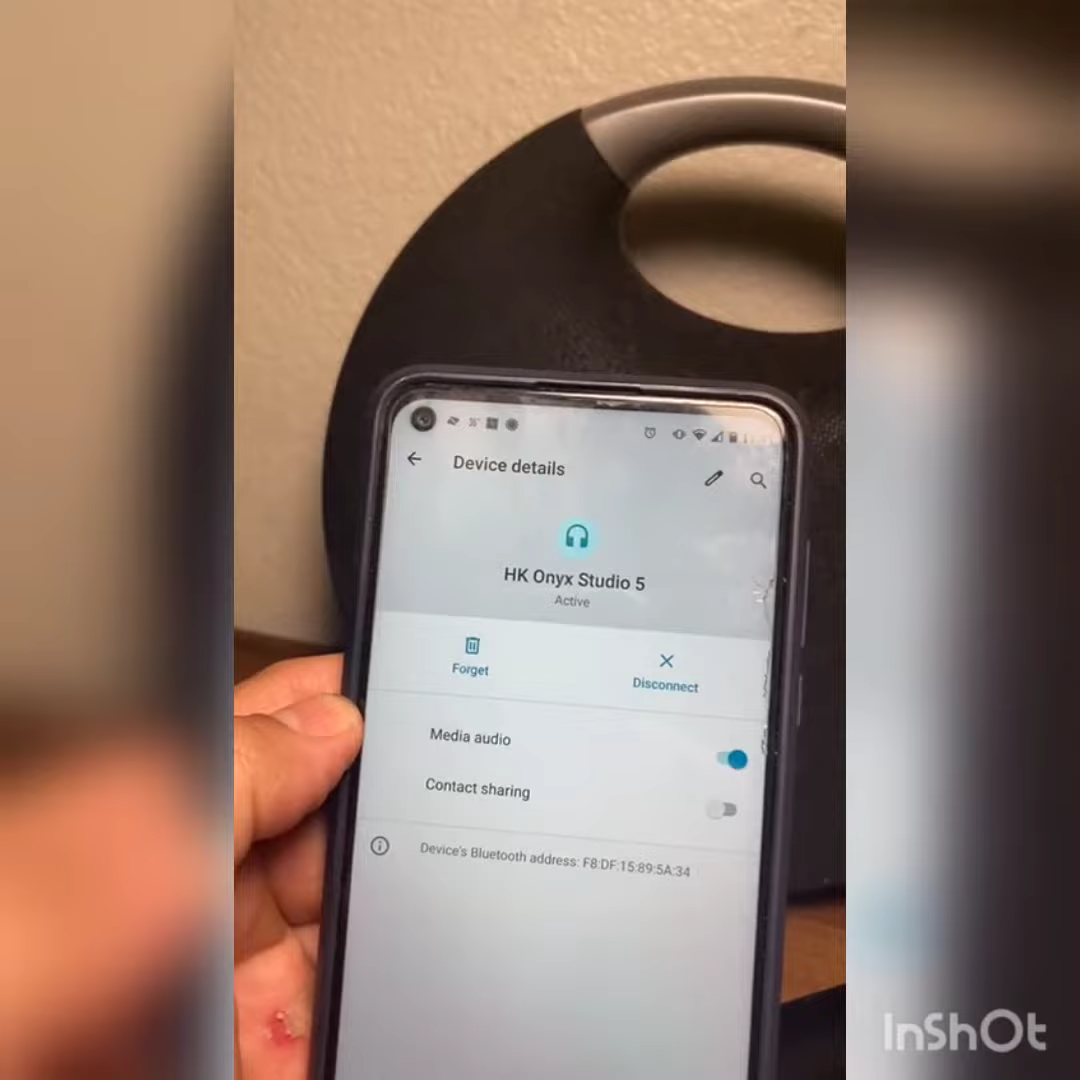 Device details
HK Onyx Studio 5
Active
Forget
Disconnect
Media audio
Contact sharing
Device's Bluetooth address: F8:DF:15:89:5A:34
InShOt